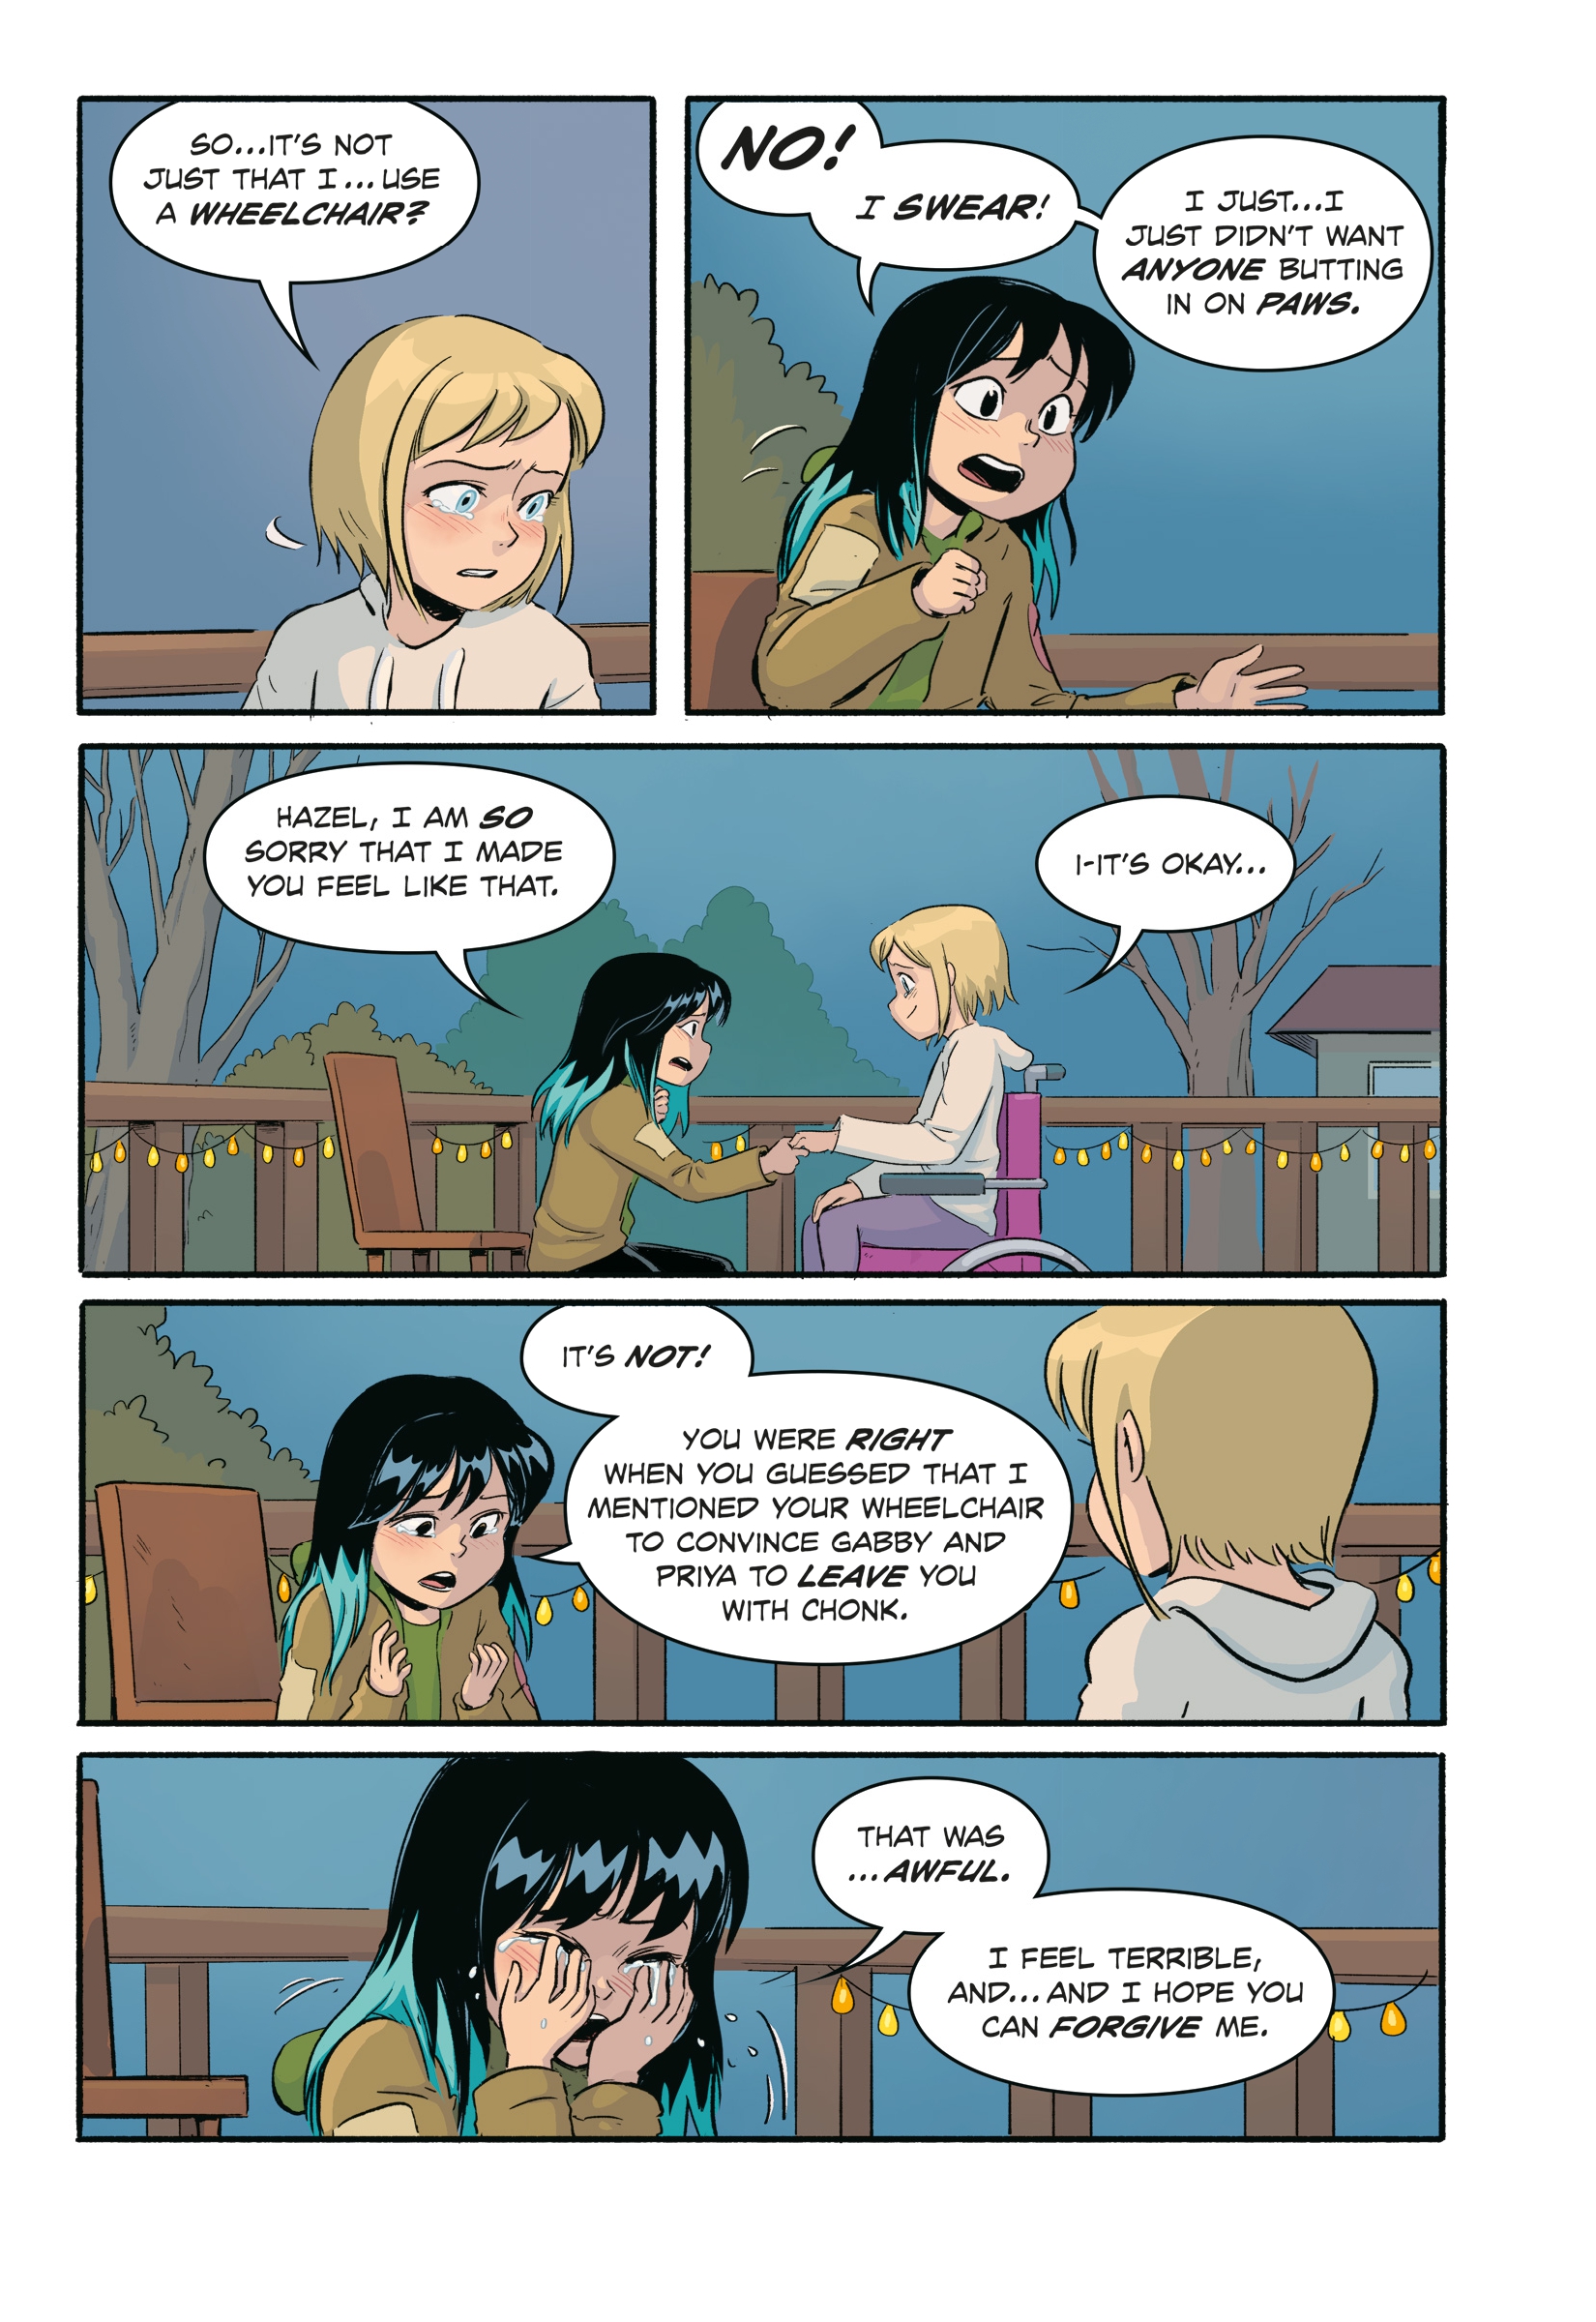 SO...IT'S NOT
JUST THAT I...USE
A WHEELCHAIR?
NO!
I SWEAR!
I JUST...I
JUST DIDN'T WANT
ANYONE BUTTING
IN ON PAWS.
HAZEL, I AM SO
SORRY THAT I MADE
YOU FEEL LIKE THAT.
I-IT'S OKAY...
IT'S NOT!
YOU WERE RIGHT
WHEN YOU GUESSED THAT I
MENTIONED YOUR WHEELCHAIR
TO CONVINCE GABBY AND
PRIYA TO LEAVE YOU
WITH CHONK.
THAT WAS
...AWFUL.
I FEEL TERRIBLE,
AND...AND I HOPE YOU
CAN FORGIVE ME.